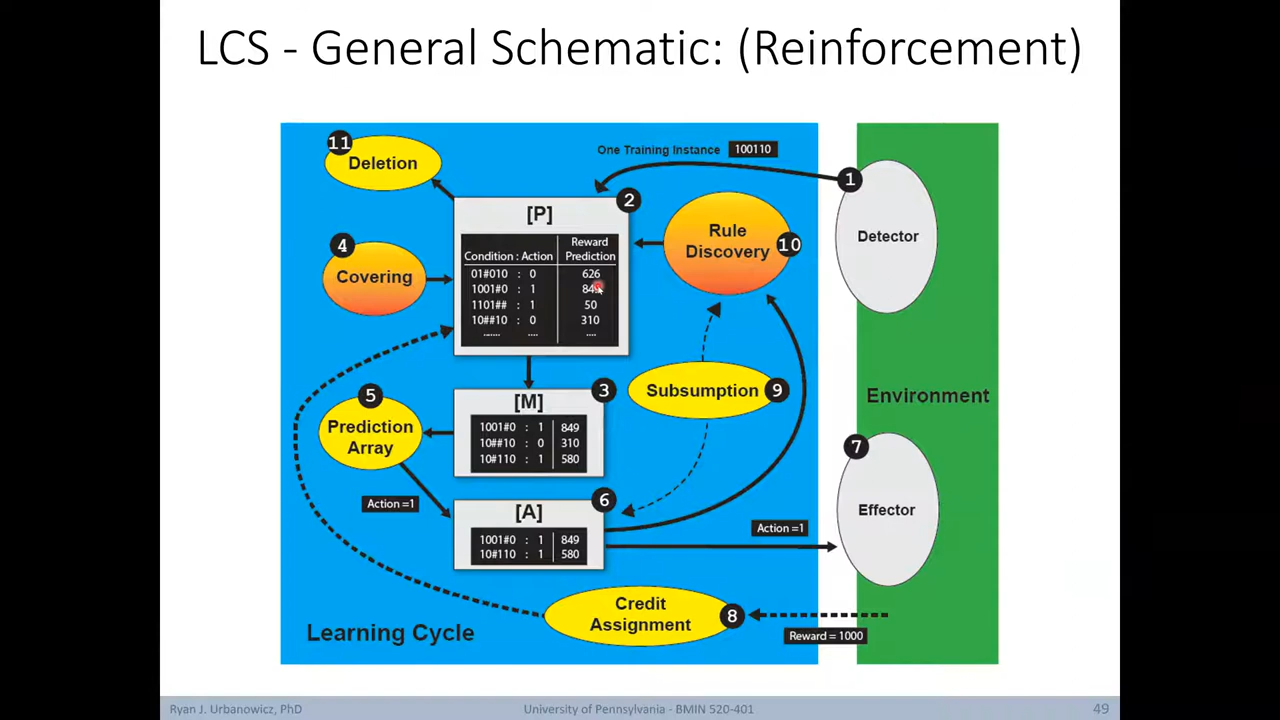 LCS - General Schematic: (Reinforcement)
11
Deletion
One Training Instance
100110
1
Detector
[P]
2
Condition : Action
Reward
Prediction
01#010 : 0 626
1001#0 : 1
1101## : 1 50
10##10 : 0 310
....... .... ....
Rule
Discovery
10
4
Covering
[M]
3
1001#0 : 1 849
10##10 : 0 310
10#110 : 1 580
5
Prediction
Array
Subsumption
9
Environment
Action =1
[A]
6
1001#0 : 1 849
10#110 : 1 580
Action =1
7
Effector
Credit
Assignment
8
Reward = 1000
Learning Cycle
Ryan J. Urbanowicz, PhD
University of Pennsylvania - BMIN 520-401
49